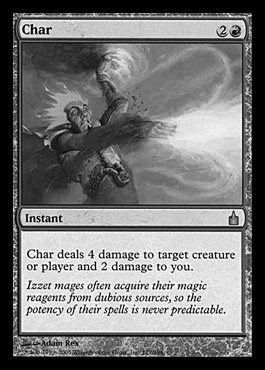 Char 2
Instant
Char deals 4 damage to target creature
or player and 2 damage to you.
Izzet mages often acquire their magic
reagents from dubious sources, so
the potency of their spells is never predictable.
Adam Rex